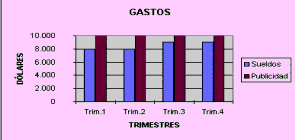 GASTOS
DÓLARES
10.000
8.000
6.000
4.000
2.000
0
Trim.1 Trim.2 Trim.3 Trim.4
TRIMESTRES
Sueldos
Publicidad